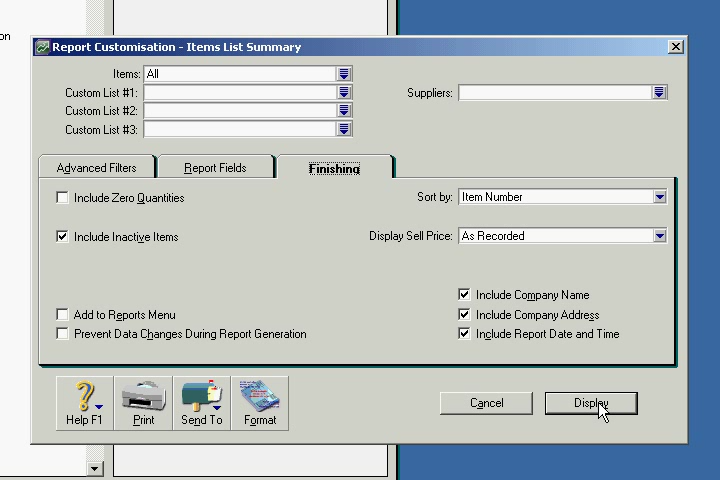 on
Report Customisation - Items List Summary
Items: All
Custom List #1: Suppliers:
Custom List #2:
Custom List #3:
Advanced Filters Report Fields Finishing
Include Zero Quantities Sort by: Item Number
Include Inactive Items Display Sell Price: As Recorded
Include Company Name
Add to Reports Menu Include Company Address
Prevent Data Changes During Report Generation Include Report Date and Time
Help F1 Print Send To Format Cancel Display